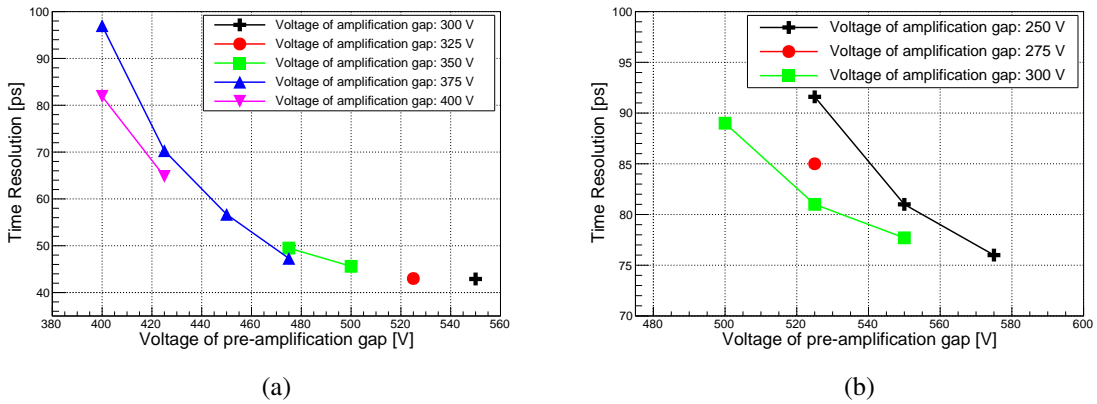 Time Resolution [ps]
100
90
80
70
60
50
40
380 400 420 440 460 480 500 520 540 560
Voltage of pre-amplification gap [V]
Voltage of amplification gap: 300 V
Voltage of amplification gap: 325 V
Voltage of amplification gap: 350 V
Voltage of amplification gap: 375 V
Voltage of amplification gap: 400 V
(a)
Time Resolution [ps]
100
95
90
85
80
75
70
480 500 520 540 560 580 600
Voltage of pre-amplification gap [V]
Voltage of amplification gap: 250 V
Voltage of amplification gap: 275 V
Voltage of amplification gap: 300 V
(b)